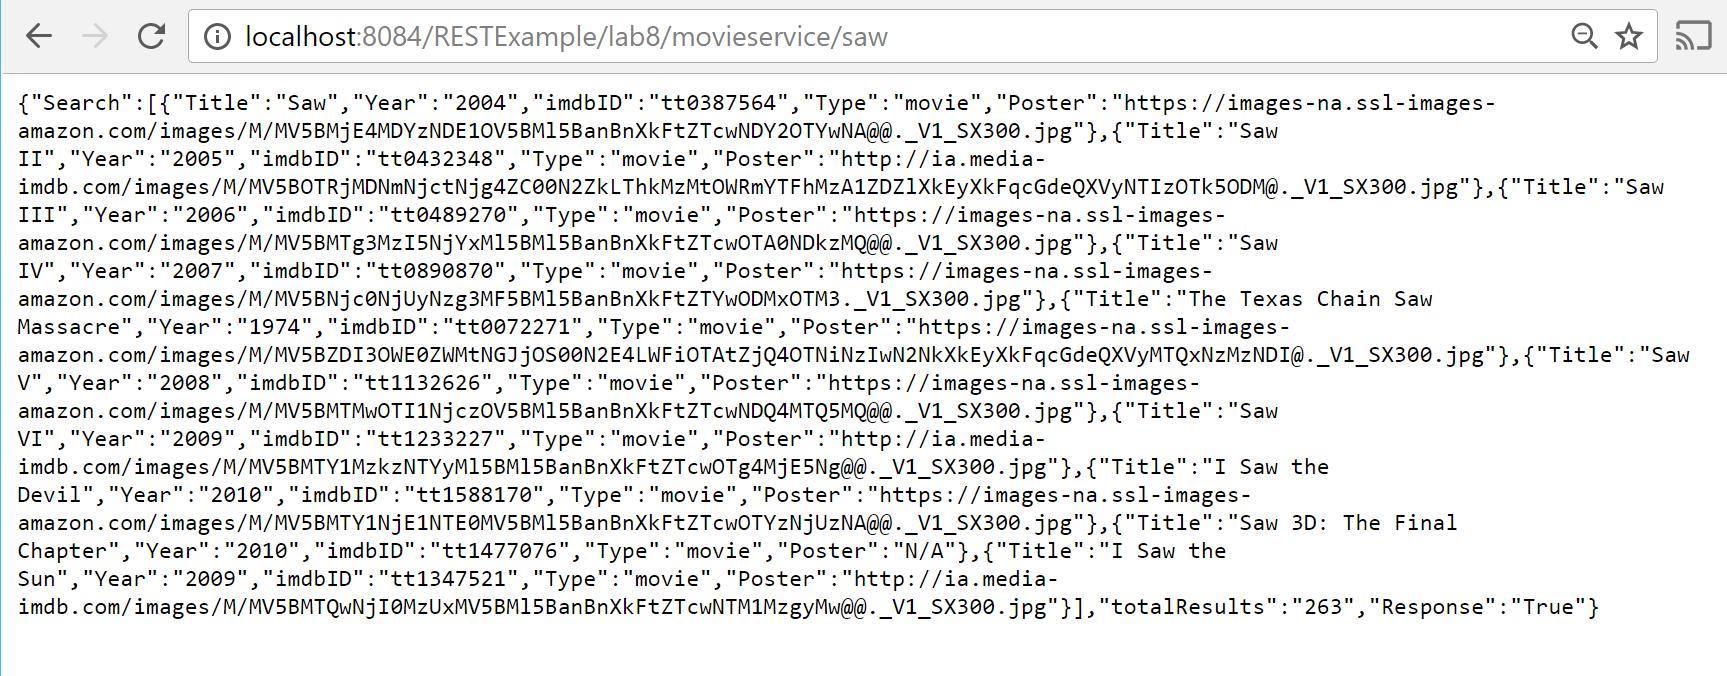 localhost:8084/RESTExample/lab8/movieservice/saw
{"Search":[{"Title":"Saw","Year":"2004","imdbID":"tt0387564","Type":"movie","Poster":"https://images-na.ssl-images-
amazon.com/images/M/MV5BMjE4MDYzNDE1OV5BMl5BanBnXkFtZTcwNDY2OTYwNA@@._V1_SX300.jpg"},{"Title":"Saw
II","Year":"2005","imdbID":"tt0432348","Type":"movie","Poster":"http://ia.media-
imdb.com/images/M/MV5BOTRjMDNmNjctNjg4ZC00N2ZkLThkMzMtOWRmYTFhMzA1ZDZlXkEyXkFqcGdeQXVyNTIzOTk5ODM@._V1_SX300.jpg"},{"Title":"Saw
III","Year":"2006","imdbID":"tt0489270","Type":"movie","Poster":"https://images-na.ssl-images-
amazon.com/images/M/MV5BMTg3MzI5NjYxMl5BMl5BanBnXkFtZTcwOTA0NDkzMQ@@._V1_SX300.jpg"},{"Title":"Saw
IV","Year":"2007","imdbID":"tt0890870","Type":"movie","Poster":"https://images-na.ssl-images-
amazon.com/images/M/MV5BNjc0NjUyNzg3MF5BMl5BanBnXkFtZTYwODMxOTM3._V1_SX300.jpg"},{"Title":"The Texas Chain Saw
Massacre","Year":"1974","imdbID":"tt0072271","Type":"movie","Poster":"https://images-na.ssl-images-
amazon.com/images/M/MV5BZDI3OWE0ZWMtNGJjOS00N2E4LWFiOTAtZjQ4OTNiNzIwN2NkXkEyXkFqcGdeQXVyMTQxNzMzNDI@._V1_SX300.jpg"},{"Title":"Saw
V","Year":"2008","imdbID":"tt1132626","Type":"movie","Poster":"https://images-na.ssl-images-
amazon.com/images/M/MV5BMTMwOTI1NjczOV5BMl5BanBnXkFtZTcwNDQ4MTQ5MQ@@._V1_SX300.jpg"},{"Title":"Saw
VI","Year":"2009","imdbID":"tt1233227","Type":"movie","Poster":"http://ia.media-
imdb.com/images/M/MV5BMTY1MzkzNTYyMl5BMl5BanBnXkFtZTcwOTg4MjE5Ng@@._V1_SX300.jpg"},{"Title":"I Saw the
Devil","Year":"2010","imdbID":"tt1588170","Type":"movie","Poster":"https://images-na.ssl-images-
amazon.com/images/M/MV5BMTY1NjE1NTE0MV5BMl5BanBnXkFtZTcwOTYzNjUzNA@@._V1_SX300.jpg"},{"Title":"Saw 3D: The Final
Chapter","Year":"2010","imdbID":"tt1477076","Type":"movie","Poster":"N/A"},{"Title":"I Saw the
Sun","Year":"2009","imdbID":"tt1347521","Type":"movie","Poster":"http://ia.media-
imdb.com/images/M/MV5BMTQwNjI0MzUxMV5BMl5BanBnXkFtZTcwNTM1MzgyMw@@._V1_SX300.jpg"}],"totalResults":"263","Response":"True"}